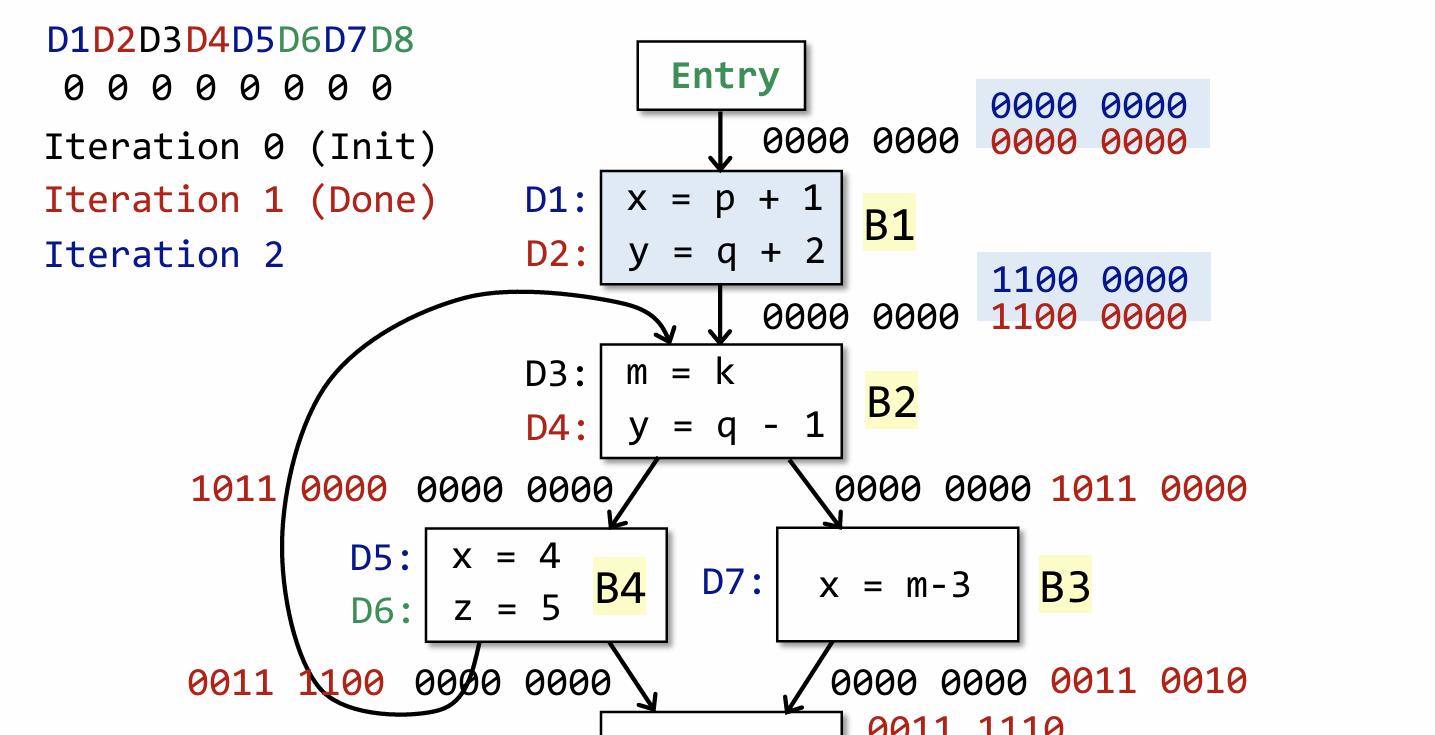 D1D2D3D4D5D6D7D8
0 0 0 0 0 0 0 0
Iteration 0 (Init)
Iteration 1 (Done)
Iteration 2
Entry
0000 0000
0000 0000 0000 0000
D1: x = p + 1
D2: y = q + 2
B1
1100 0000
0000 0000 1100 0000
D3: m = k
D4: y = q - 1
B2
1011 0000 0000 0000
0000 0000 1011 0000
D5: x = 4
D6: z = 5
B4
D7: x = m-3
B3
0011 1100 0000 0000
0000 0000 0011 0010
0011 1110